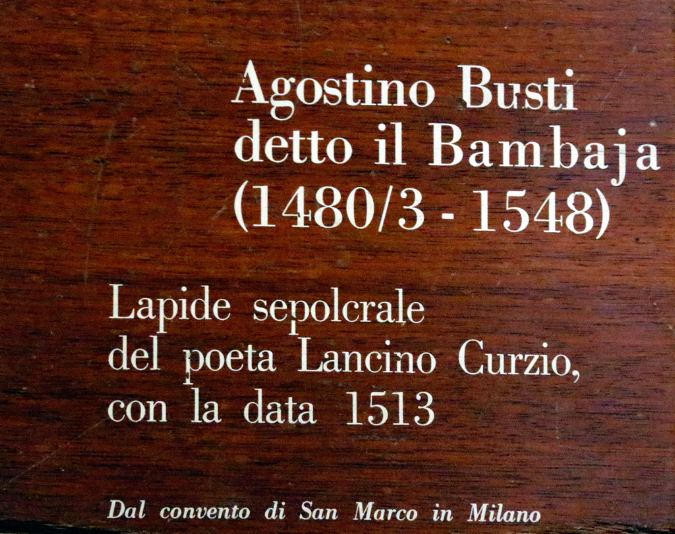 Agostino Busti
detto il Bambaja
(1480/3 - 1548)
Lapide sepolcrale
del poeta Lancino Curzio,
con la data 1513
Dal convento di San Marco in Milano